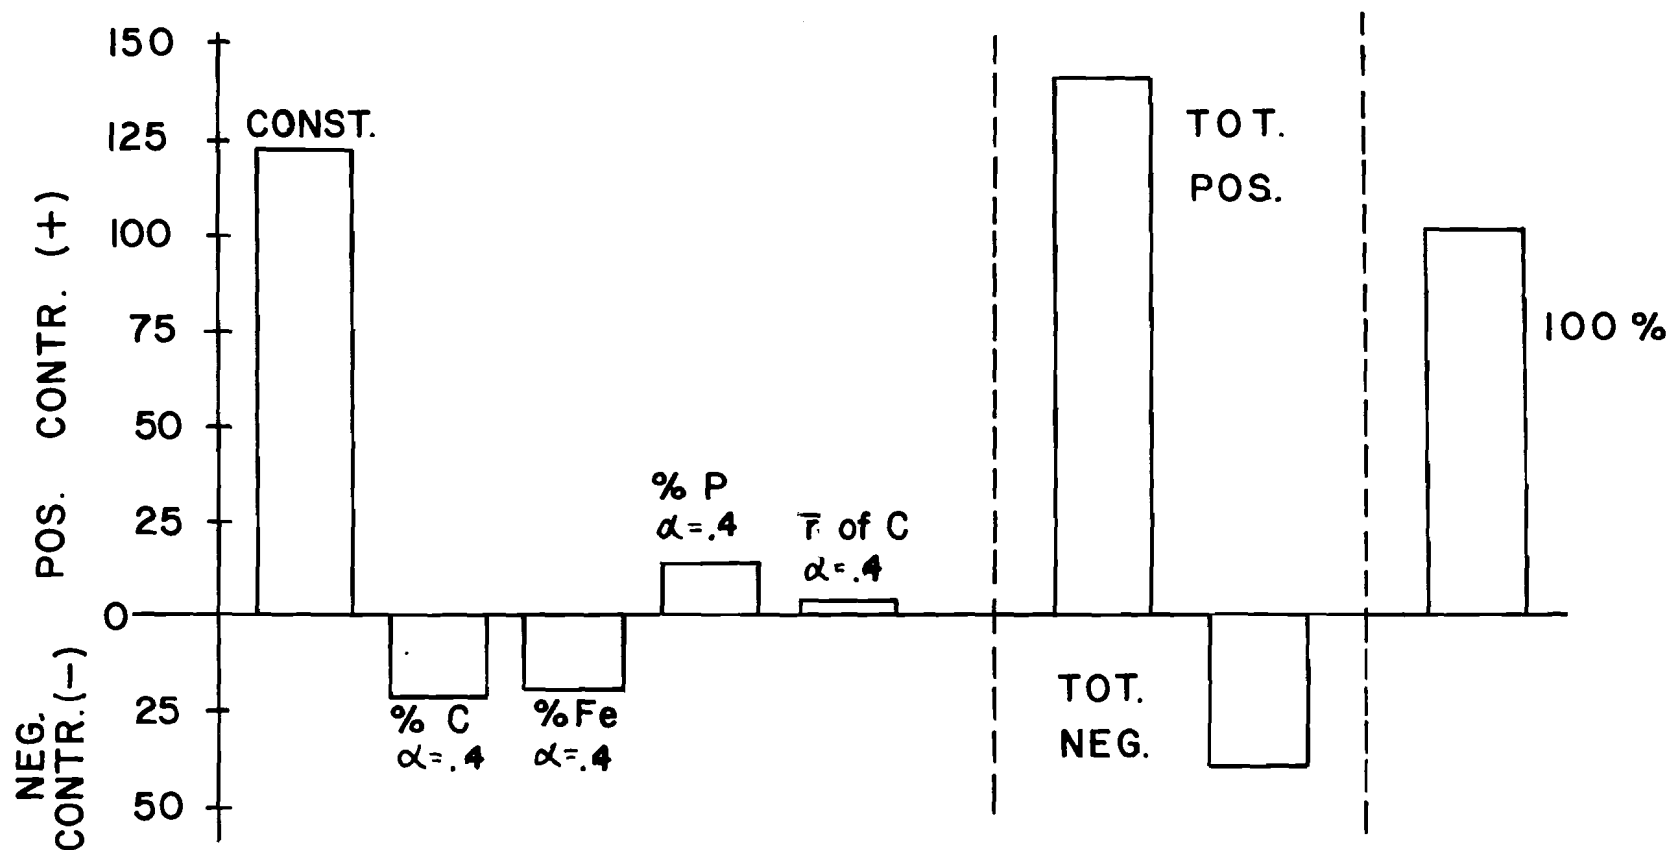 150
125
100
75
50
25
0
25
50
POS. CONTR. (+)
NEG.
CONTR. (−)
CONST.
% C
α = .4
% Fe
α = .4
% P
α = .4
r̅ of C
α = .4
TOT.
POS.
TOT.
NEG.
100 %